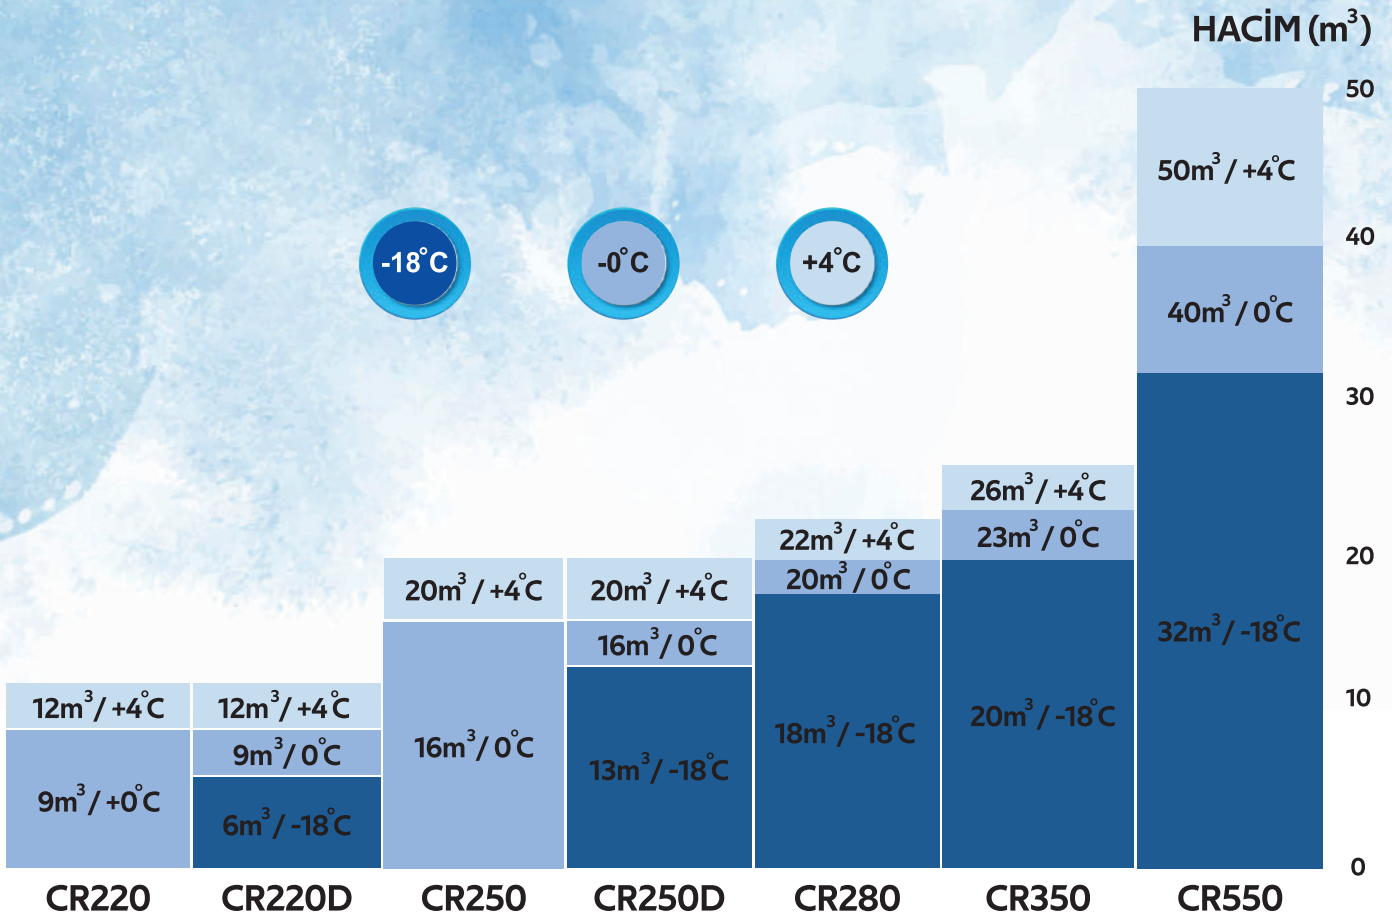 HACİM (m³)
50
40
30
20
10
0
-18°C
-0°C
+4°C
12m³/ +4°C
9m³/ +0°C
12m³/ +4°C
9m³/ 0°C
6m³/ -18°C
20m³/ +4°C
16m³/ 0°C
20m³/ +4°C
16m³/ 0°C
13m³/ -18°C
22m³/ +4°C
20m³/ 0°C
18m³/ -18°C
26m³/ +4°C
23m³/ 0°C
20m³/ -18°C
50m³/ +4°C
40m³/ 0°C
32m³/ -18°C
CR220
CR220D
CR250
CR250D
CR280
CR350
CR550